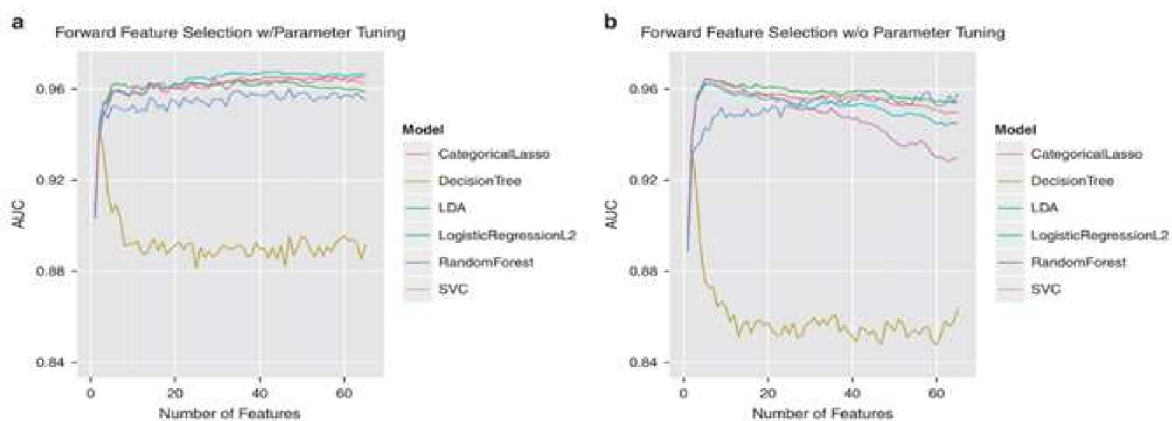 a
Forward Feature Selection w/Parameter Tuning
0.96
0.92
0.88
0.84
AUC
0
20
40
60
Number of Features
Model
CategoricalLasso
DecisionTree
LDA
LogisticRegressionL2
RandomForest
SVC
b
Forward Feature Selection w/o Parameter Tuning
0.96
0.92
0.88
0.84
AUC
0
20
40
60
Number of Features
Model
CategoricalLasso
DecisionTree
LDA
LogisticRegressionL2
RandomForest
SVC